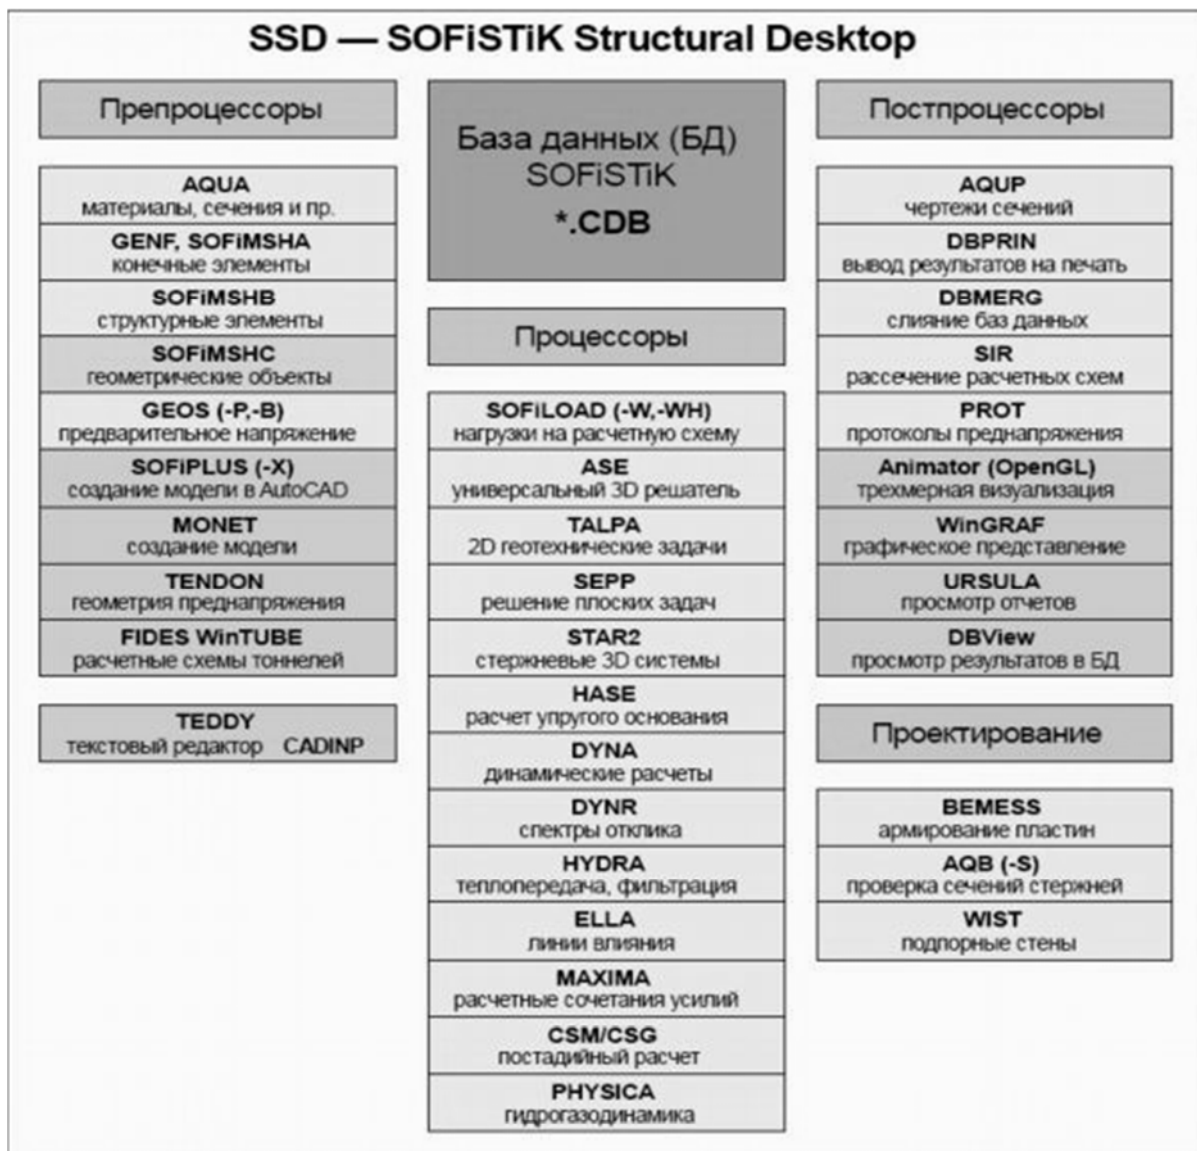 SSD — SOFiSTiK Structural Desktop
Препроцессоры
AQUA
материалы, сечения и пр.
GENF, SOFiMSHA
конечные элементы
SOFiMSHB
структурные элементы
SOFiMSHC
геометрические объекты
GEOS (-P,-B)
предварительное напряжение
SOFiPLUS (-X)
создание модели в AutoCAD
MONET
создание модели
TENDON
геометрия преднапряжения
FIDES WinTUBE
расчетные схемы тоннелей
TEDDY
текстовый редактор CADINP
База данных (БД)
SOFiSTiK
*.CDB
Процессоры
SOFiLOAD (-W,-WH)
нагрузки на расчетную схему
ASE
универсальный 3D решатель
TALPA
2D геотехнические задачи
SEPP
решение плоских задач
STAR2
стержневые 3D системы
HASE
расчет упругого основания
DYNA
динамические расчеты
DYNR
спектры отклика
HYDRA
теплопередача, фильтрация
ELLA
линии влияния
MAXIMA
расчетные сочетания усилий
CSM/CSG
постадийный расчет
PHYSICA
гидрогазодинамика
Постпроцессоры
AQUP
чертежи сечений
DBPRIN
вывод результатов на печать
DBMERG
слияние баз данных
SIR
рассечение расчетных схем
PROT
протоколы преднапряжения
Animator (OpenGL)
трехмерная визуализация
WinGRAF
графическое представление
URSULA
просмотр отчетов
DBView
просмотр результатов в БД
Проектирование
BEMESS
армирование пластин
AQB (-S)
проверка сечений стержней
WIST
подпорные стены